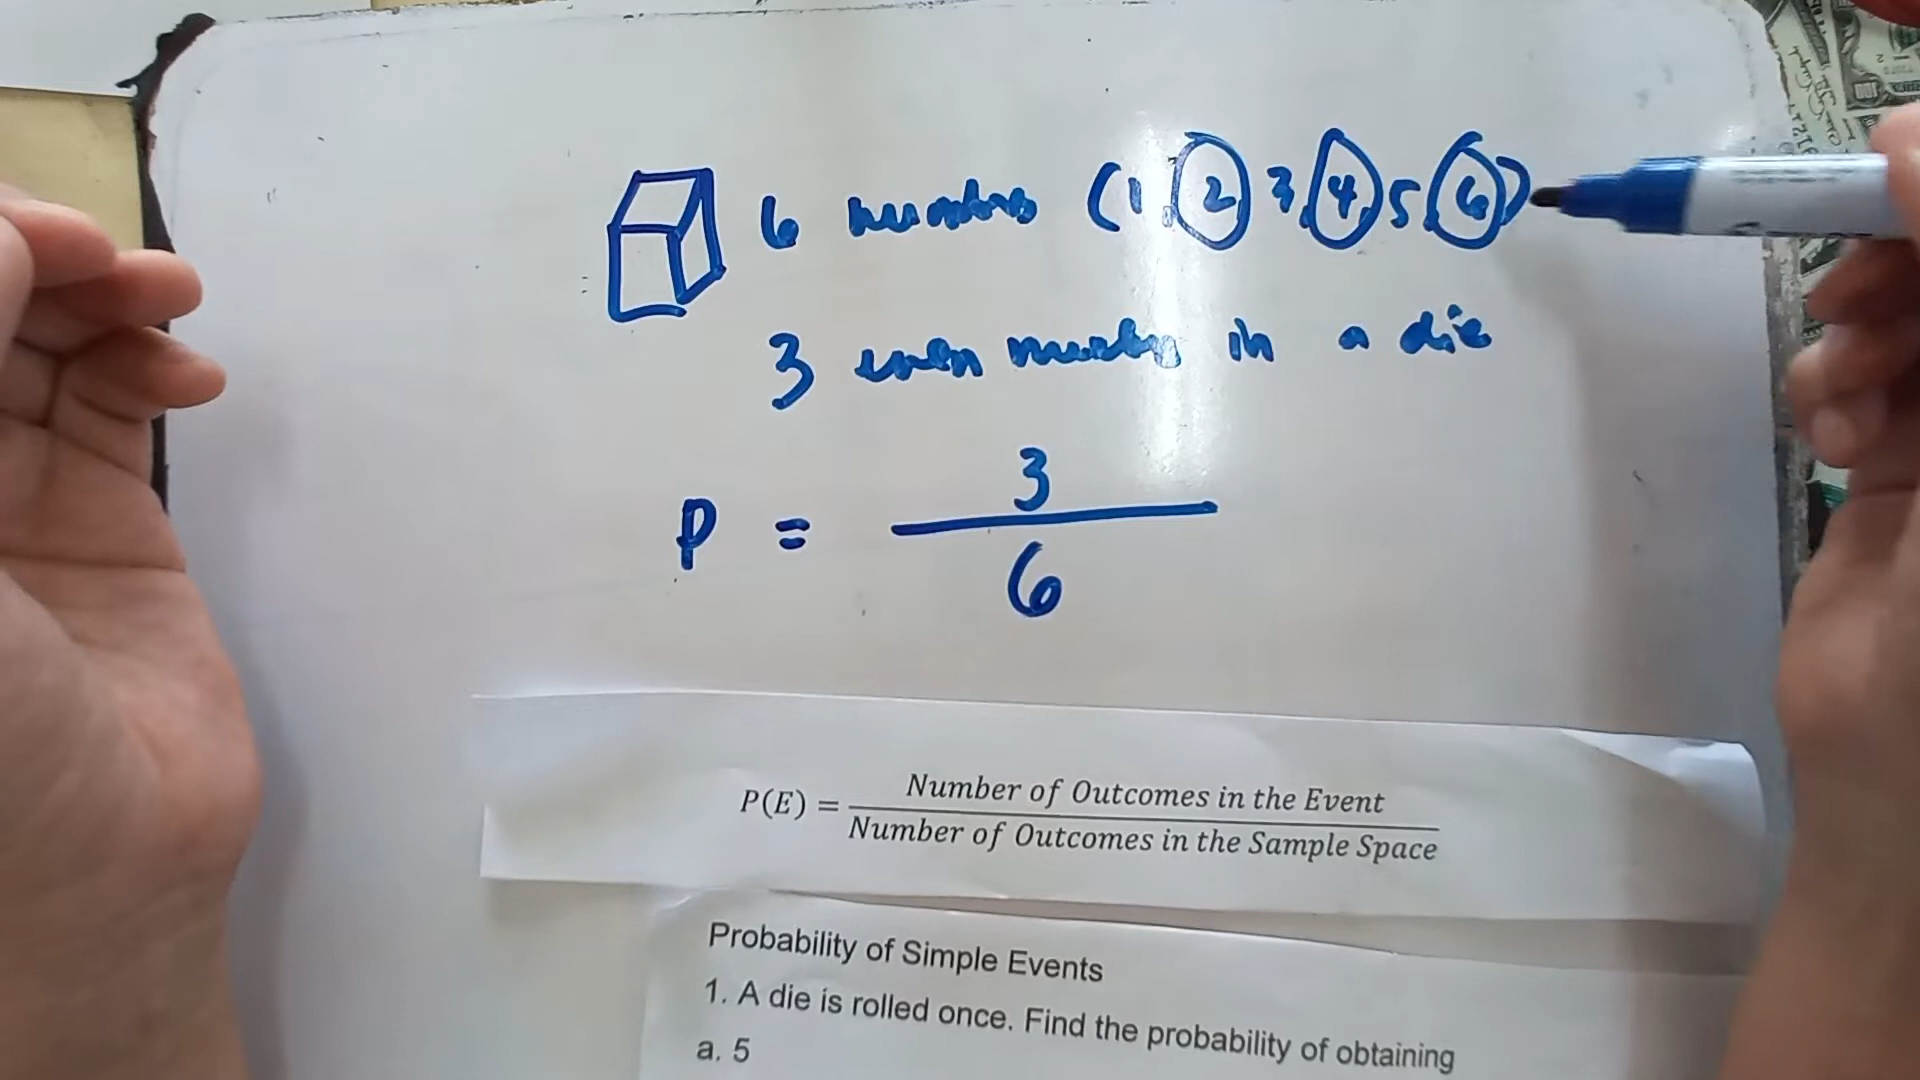 6 numbers (1, 2, 3, 4, 5, 6)
3 even numbers in a die
P = 3
6
P(E) = Number of Outcomes in the Event
Number of Outcomes in the Sample Space
Probability of Simple Events
1. A die is rolled once. Find the probability of obtaining
a. 5